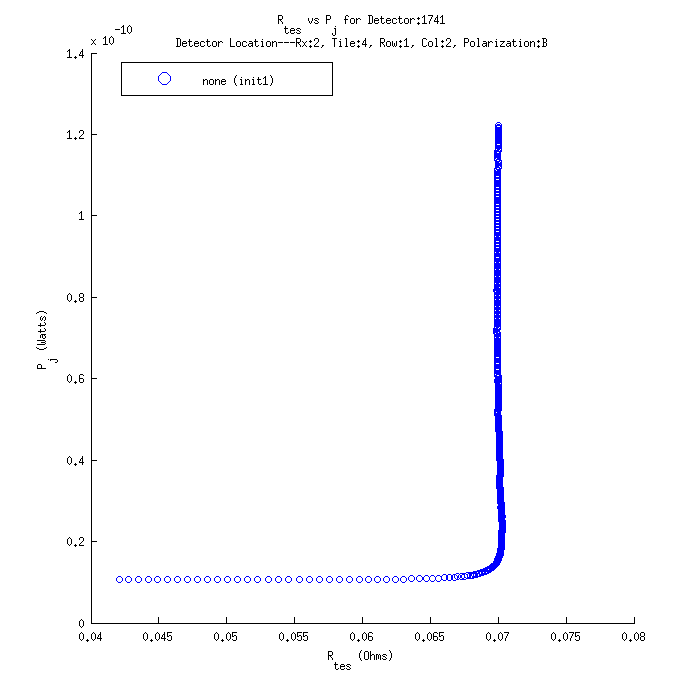 R_tes vs P_j for Detector:1741
Detector Location---Rx:2, Tile:4, Row:1, Col:2, Polarization:B
x 10^-10
none (init1)
1.4
1.2
1
0.8
0.6
0.4
0.2
0
P_j (Watts)
0.04 0.045 0.05 0.055 0.06 0.065 0.07 0.075 0.08
R_tes (Ohms)